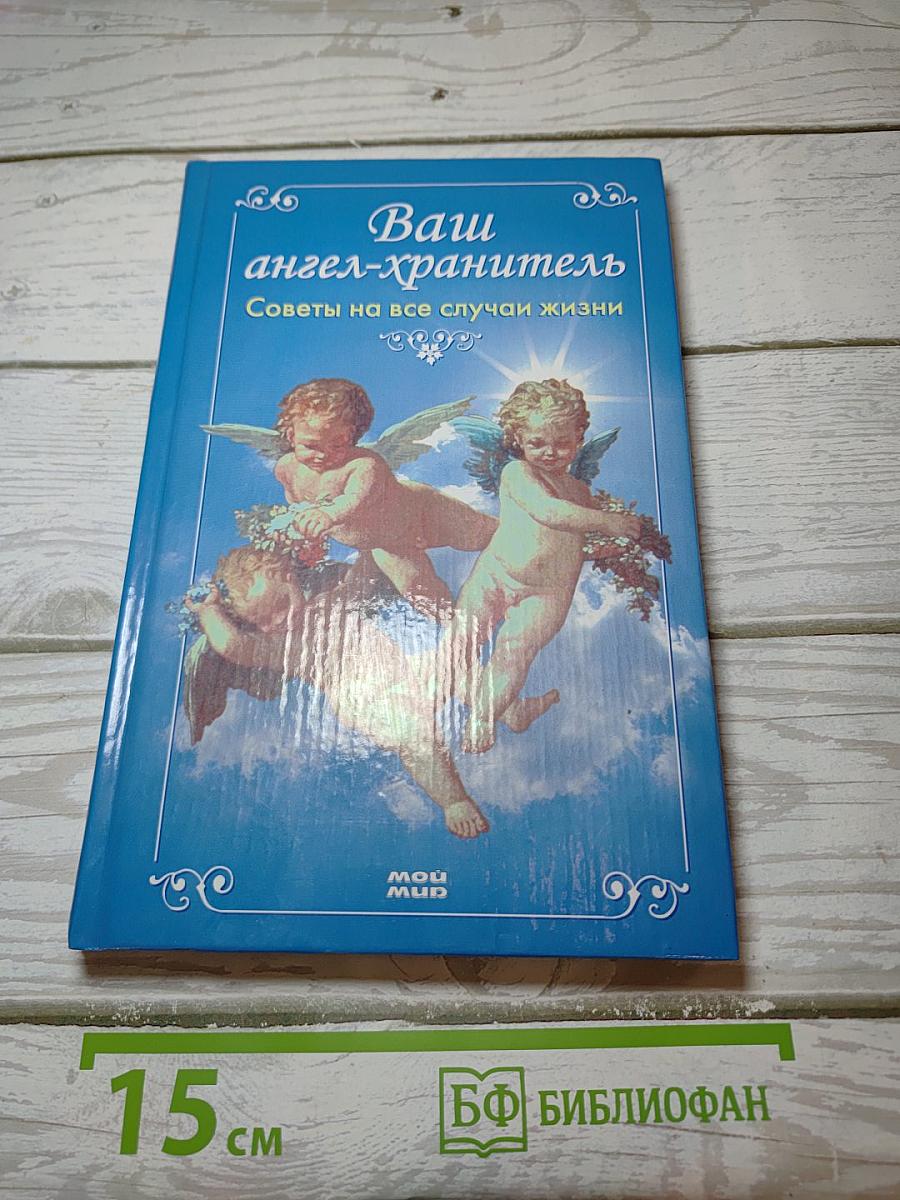 Ваш
ангел-хранитель
Советы на все случаи жизни
мой
мир
15 см
БФ БИБЛИОФАН